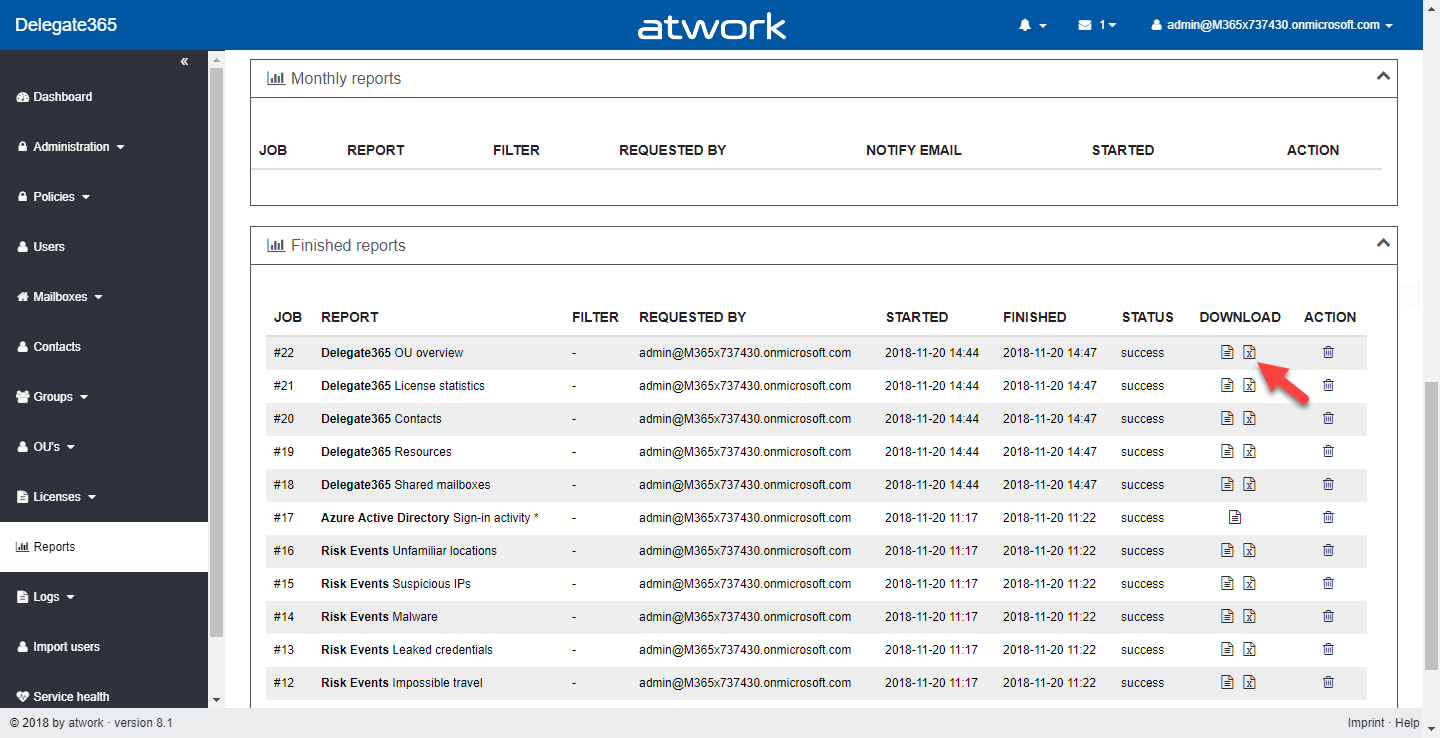 Delegate365
atwork
1
admin@M365x737430.onmicrosoft.com
«
Dashboard
Administration
Policies
Users
Mailboxes
Contacts
Groups
OU's
Licenses
Reports
Logs
Import users
Service health
Monthly reports
JOB REPORT FILTER REQUESTED BY NOTIFY EMAIL STARTED ACTION
Finished reports
JOB REPORT FILTER REQUESTED BY STARTED FINISHED STATUS DOWNLOAD ACTION
#22 Delegate365 OU overview - admin@M365x737430.onmicrosoft.com 2018-11-20 14:44 2018-11-20 14:47 success
#21 Delegate365 License statistics - admin@M365x737430.onmicrosoft.com 2018-11-20 14:44 2018-11-20 14:47 success
#20 Delegate365 Contacts - admin@M365x737430.onmicrosoft.com 2018-11-20 14:44 2018-11-20 14:47 success
#19 Delegate365 Resources - admin@M365x737430.onmicrosoft.com 2018-11-20 14:44 2018-11-20 14:47 success
#18 Delegate365 Shared mailboxes - admin@M365x737430.onmicrosoft.com 2018-11-20 14:44 2018-11-20 14:47 success
#17 Azure Active Directory Sign-in activity * - admin@M365x737430.onmicrosoft.com 2018-11-20 11:17 2018-11-20 11:22 success
#16 Risk Events Unfamiliar locations - admin@M365x737430.onmicrosoft.com 2018-11-20 11:17 2018-11-20 11:22 success
#15 Risk Events Suspicious IPs - admin@M365x737430.onmicrosoft.com 2018-11-20 11:17 2018-11-20 11:22 success
#14 Risk Events Malware - admin@M365x737430.onmicrosoft.com 2018-11-20 11:17 2018-11-20 11:22 success
#13 Risk Events Leaked credentials - admin@M365x737430.onmicrosoft.com 2018-11-20 11:17 2018-11-20 11:22 success
#12 Risk Events Impossible travel - admin@M365x737430.onmicrosoft.com 2018-11-20 11:17 2018-11-20 11:22 success
© 2018 by atwork · version 8.1
Imprint · Help